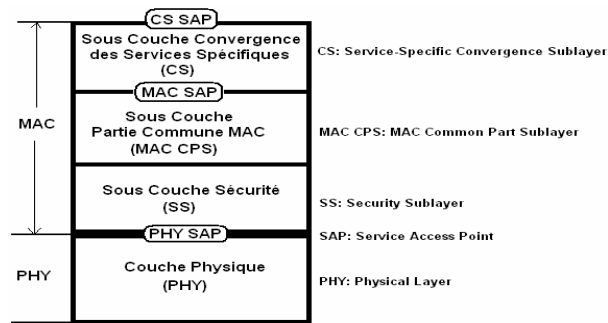 CS SAP
Sous Couche Convergence
des Services Spécifiques
(CS)
CS: Service-Specific Convergence Sublayer
MAC SAP
MAC
Sous Couche
Partie Commune MAC
(MAC CPS)
MAC CPS: MAC Common Part Sublayer
Sous Couche Sécurité
(SS)
SS: Security Sublayer
PHY SAP
SAP: Service Access Point
PHY
Couche Physique
(PHY)
PHY: Physical Layer